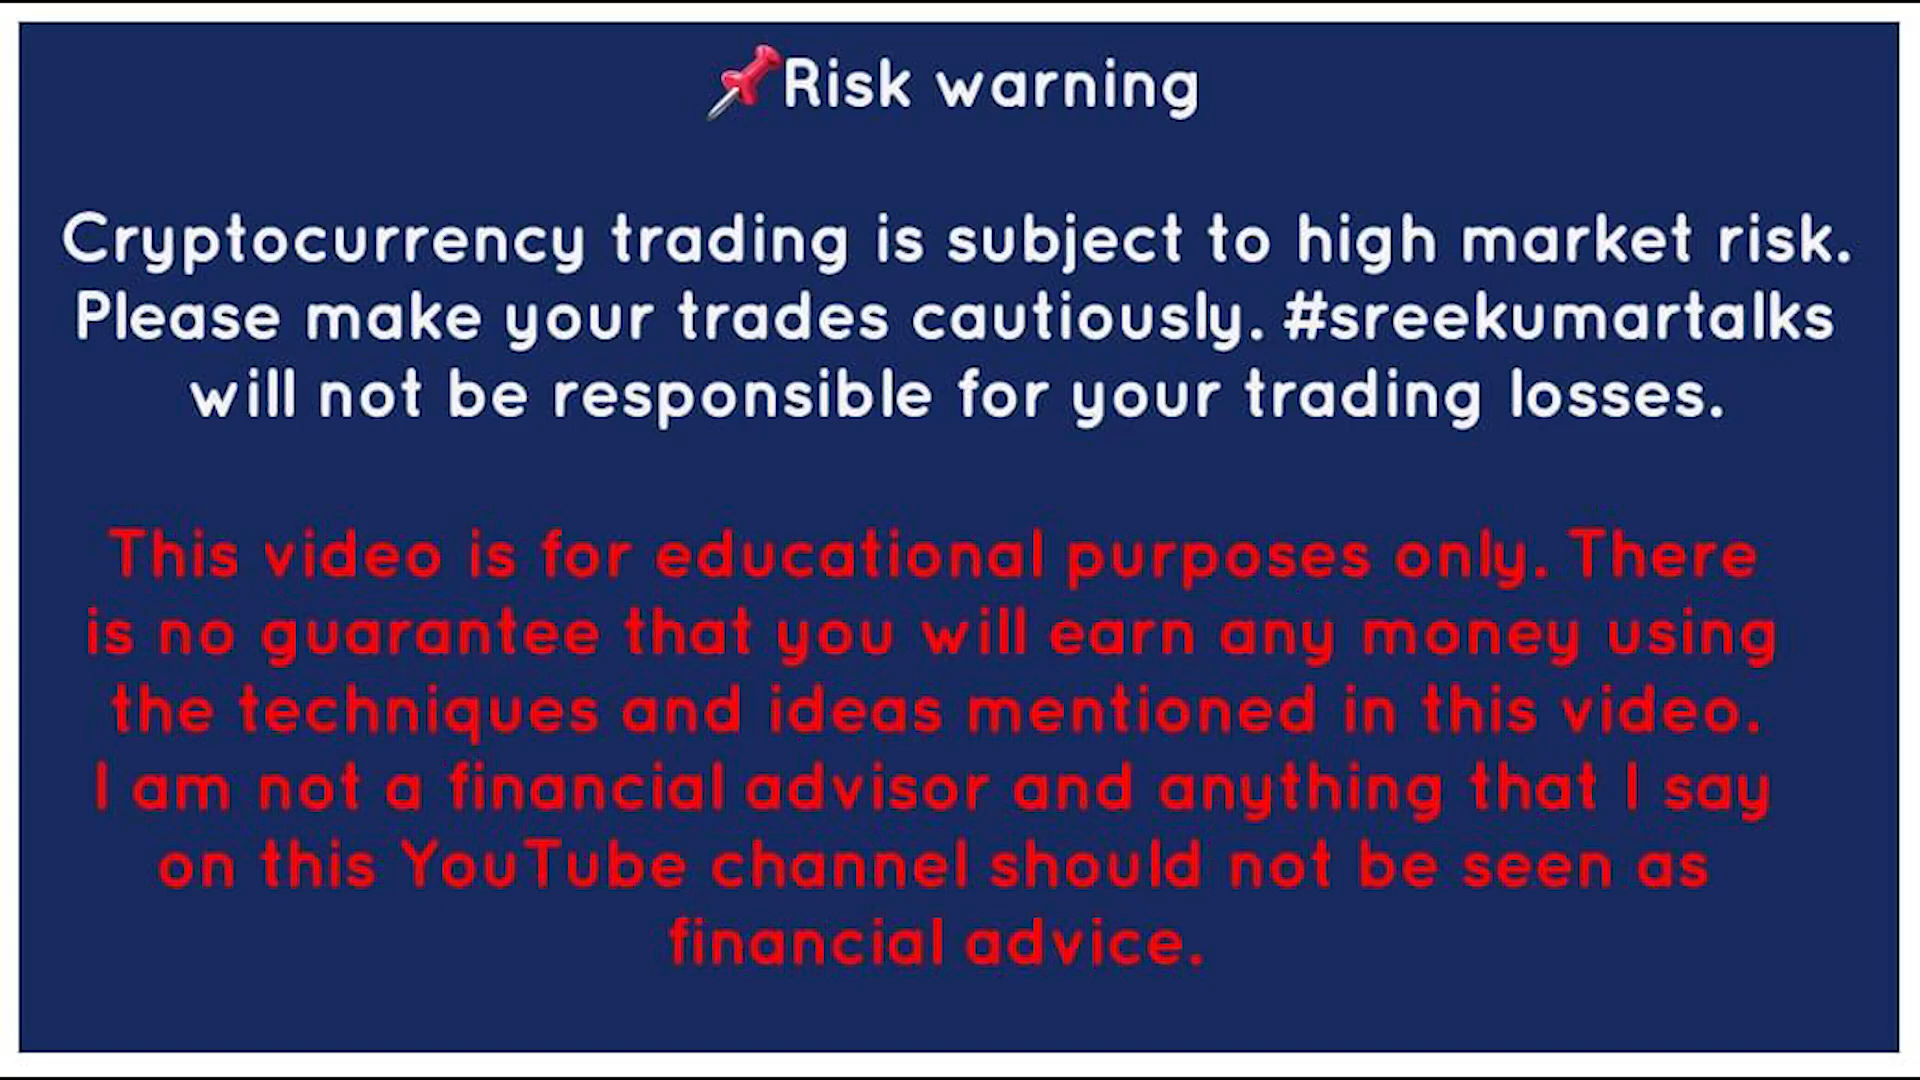 📌Risk warning
Cryptocurrency trading is subject to high market risk.
Please make your trades cautiously. #sreekumartalks
will not be responsible for your trading losses.
This video is for educational purposes only. There
is no guarantee that you will earn any money using
the techniques and ideas mentioned in this video.
I am not a financial advisor and anything that I say
on this YouTube channel should not be seen as
financial advice.